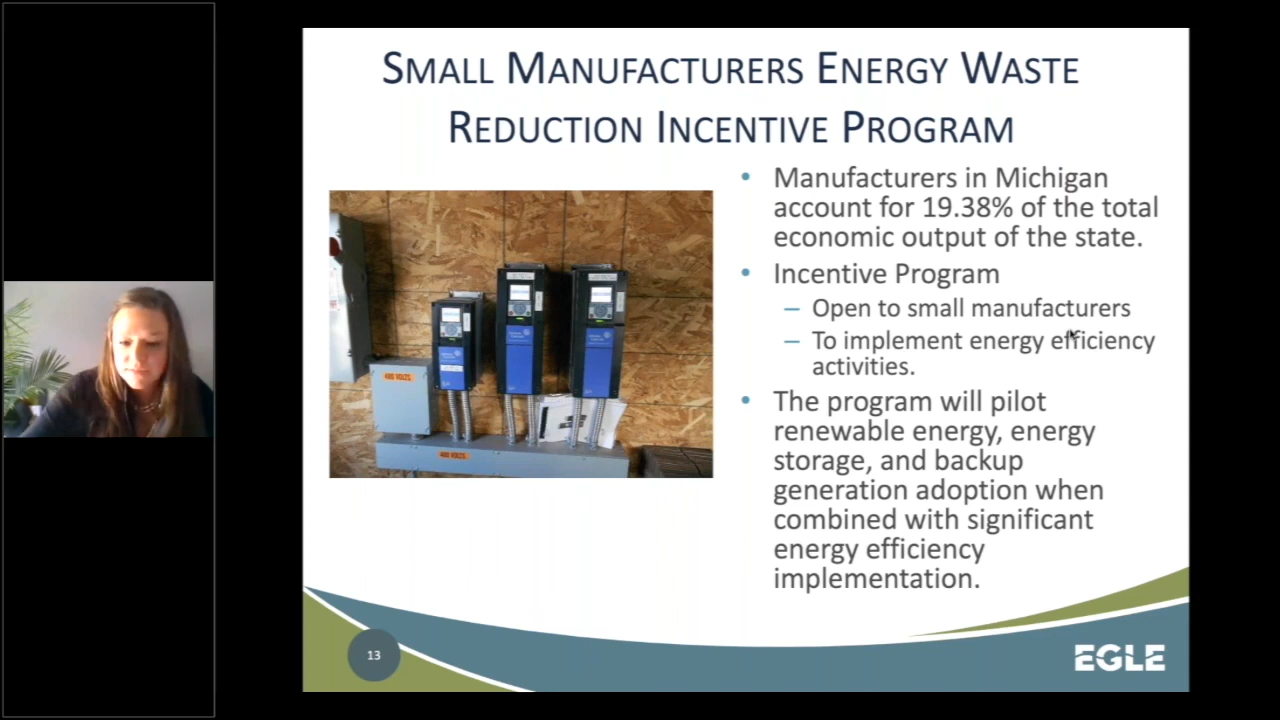 SMALL MANUFACTURERS ENERGY WASTE
REDUCTION INCENTIVE PROGRAM
• Manufacturers in Michigan
account for 19.38% of the total
economic output of the state.
• Incentive Program
– Open to small manufacturers
– To implement energy efficiency
activities.
• The program will pilot
renewable energy, energy
storage, and backup
generation adoption when
combined with significant
energy efficiency
implementation.
480 VOLTS
480 VOLTS
13
EGLE